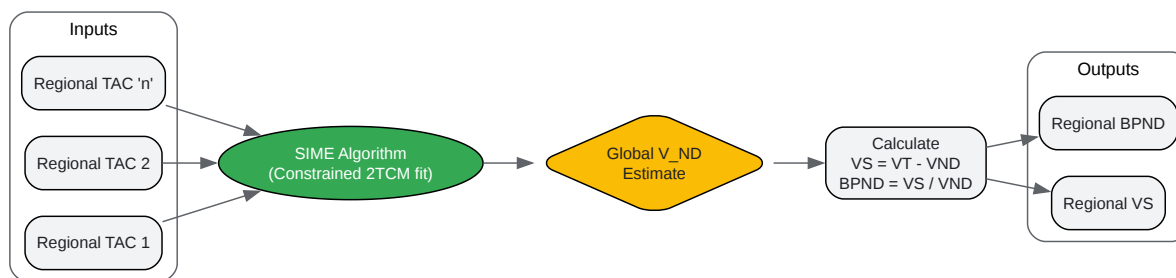 Inputs
Regional TAC 'n'
Regional TAC 2
Regional TAC 1
SIME Algorithm
(Constrained 2TCM fit)
Global V_ND
Estimate
Calculate
VS = VT - VND
BPND = VS / VND
Outputs
Regional BPND
Regional VS